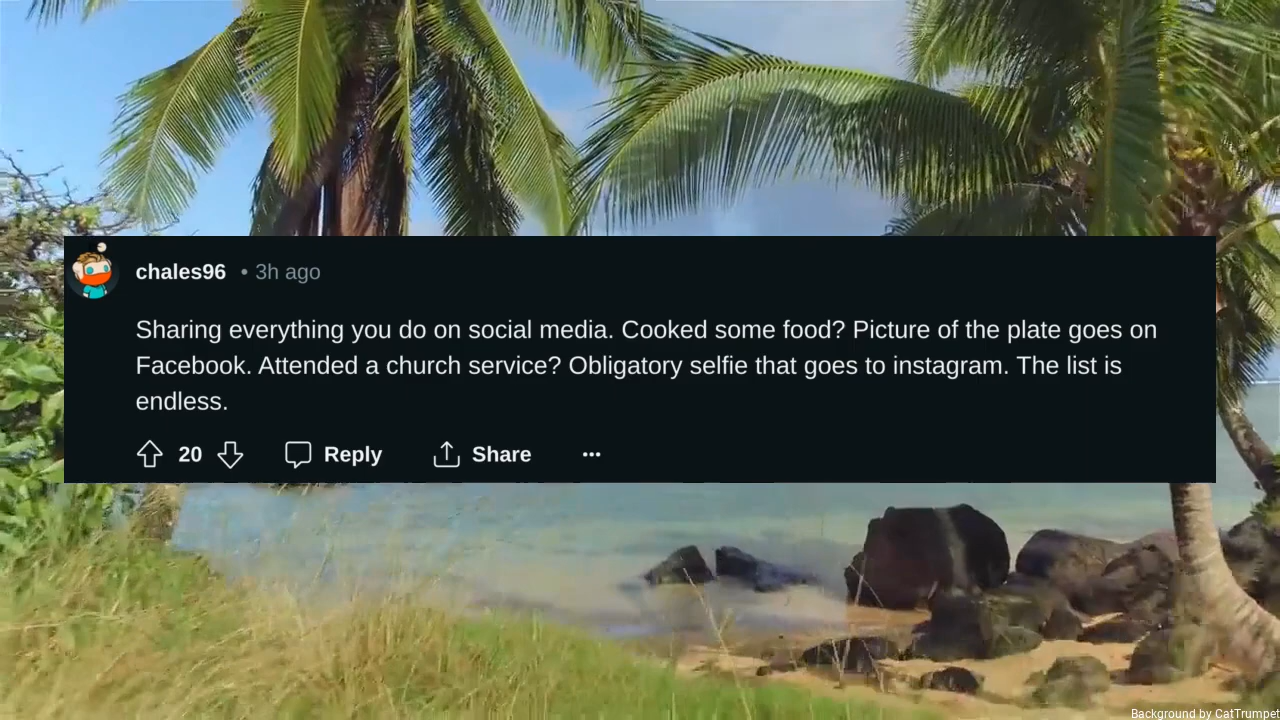 chales96 • 3h ago
Sharing everything you do on social media. Cooked some food? Picture of the plate goes on
Facebook. Attended a church service? Obligatory selfie that goes to instagram. The list is
endless.
20 Reply Share ...
Background by CatTrumpet